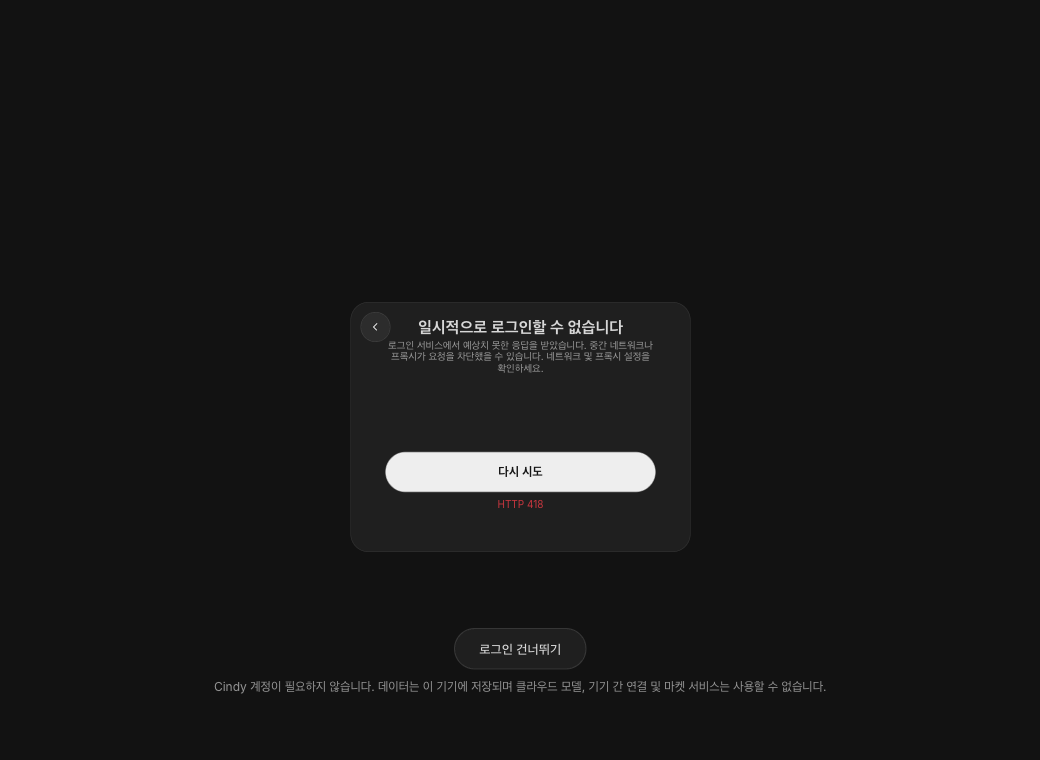 일시적으로 로그인할 수 없습니다
로그인 서비스에서 예상치 못한 응답을 받았습니다. 중간 네트워크나
프록시가 요청을 차단했을 수 있습니다. 네트워크 및 프록시 설정을
확인하세요.
다시 시도
HTTP 418
로그인 건너뛰기
Cindy 계정이 필요하지 않습니다. 데이터는 이 기기에 저장되며 클라우드 모델, 기기 간 연결 및 마켓 서비스는 사용할 수 없습니다.